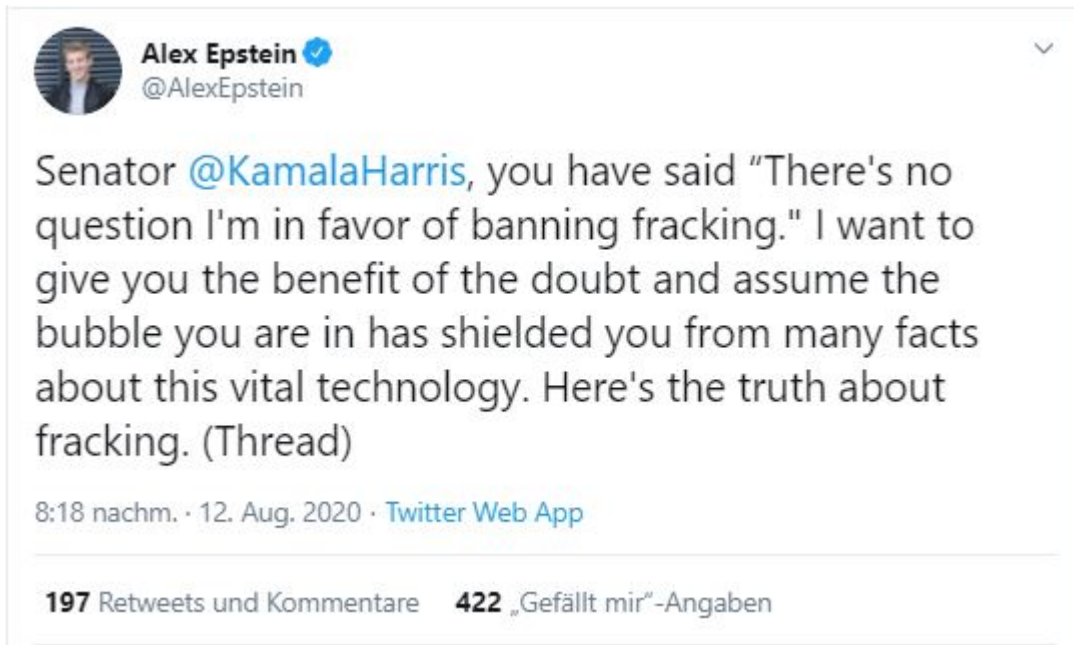 Alex Epstein
@AlexEpstein
Senator @KamalaHarris, you have said “There's no
question I'm in favor of banning fracking." I want to
give you the benefit of the doubt and assume the
bubble you are in has shielded you from many facts
about this vital technology. Here's the truth about
fracking. (Thread)
8:18 nachm. · 12. Aug. 2020 · Twitter Web App
197 Retweets und Kommentare 422 „Gefällt mir“-Angaben